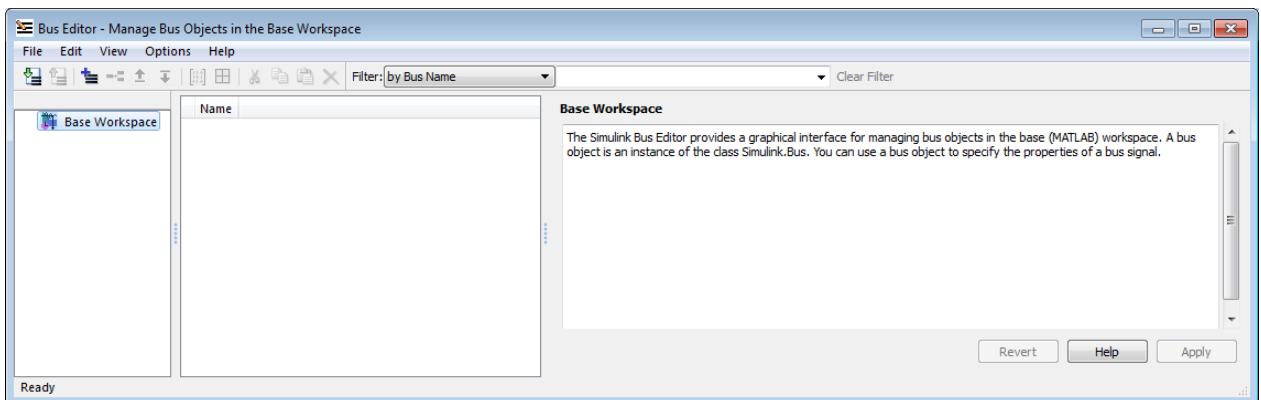 Bus Editor - Manage Bus Objects in the Base Workspace
File Edit View Options Help
Filter: by Bus Name Clear Filter
Base Workspace
Name
Base Workspace
The Simulink Bus Editor provides a graphical interface for managing bus objects in the base (MATLAB) workspace. A bus
object is an instance of the class Simulink.Bus. You can use a bus object to specify the properties of a bus signal.
Revert Help Apply
Ready